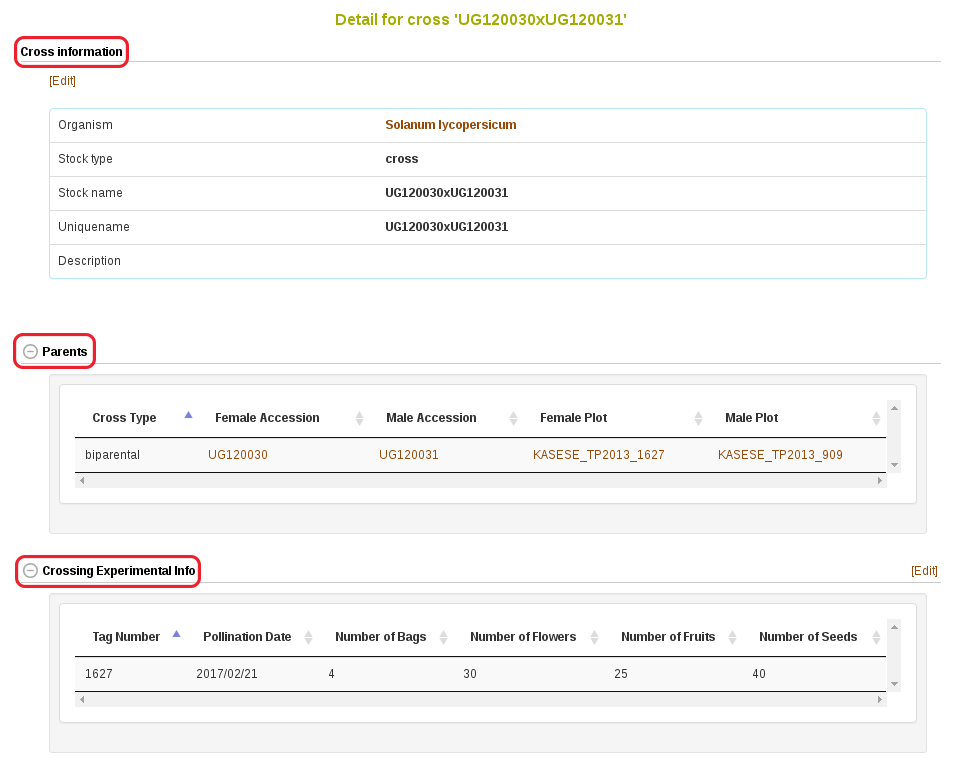 Detail for cross 'UG120030xUG120031'
Cross information
[Edit]
Organism Solanum lycopersicum
Stock type cross
Stock name UG120030xUG120031
Uniquename UG120030xUG120031
Description
Parents
Cross Type Female Accession Male Accession Female Plot Male Plot
biparental UG120030 UG120031 KASESE_TP2013_1627 KASESE_TP2013_909
Crossing Experimental Info [Edit]
Tag Number Pollination Date Number of Bags Number of Flowers Number of Fruits Number of Seeds
1627 2017/02/21 4 30 25 40